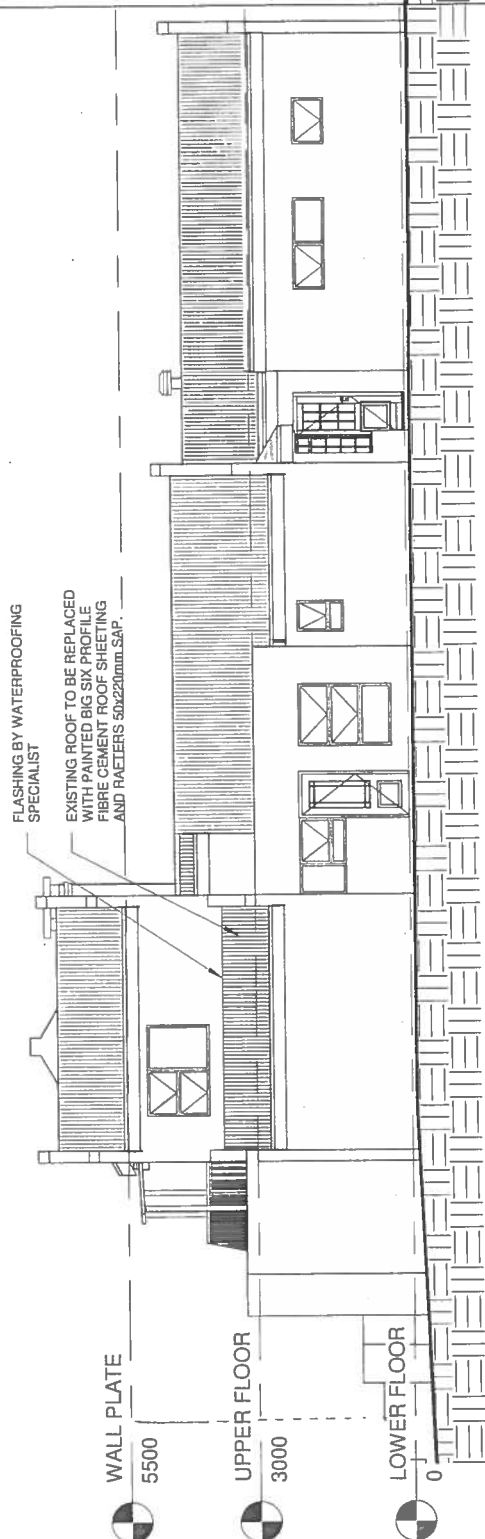 FLASHING BY WATERPROOFING
SPECIALIST
EXISTING ROOF TO BE REPLACED
WITH PAINTED BIG SIX PROFILE
FIBRE CEMENT ROOF SHEETING
AND RAFTERS 50x220mm SAP.
WALL PLATE
5500
UPPER FLOOR
3000
LOWER FLOOR
0